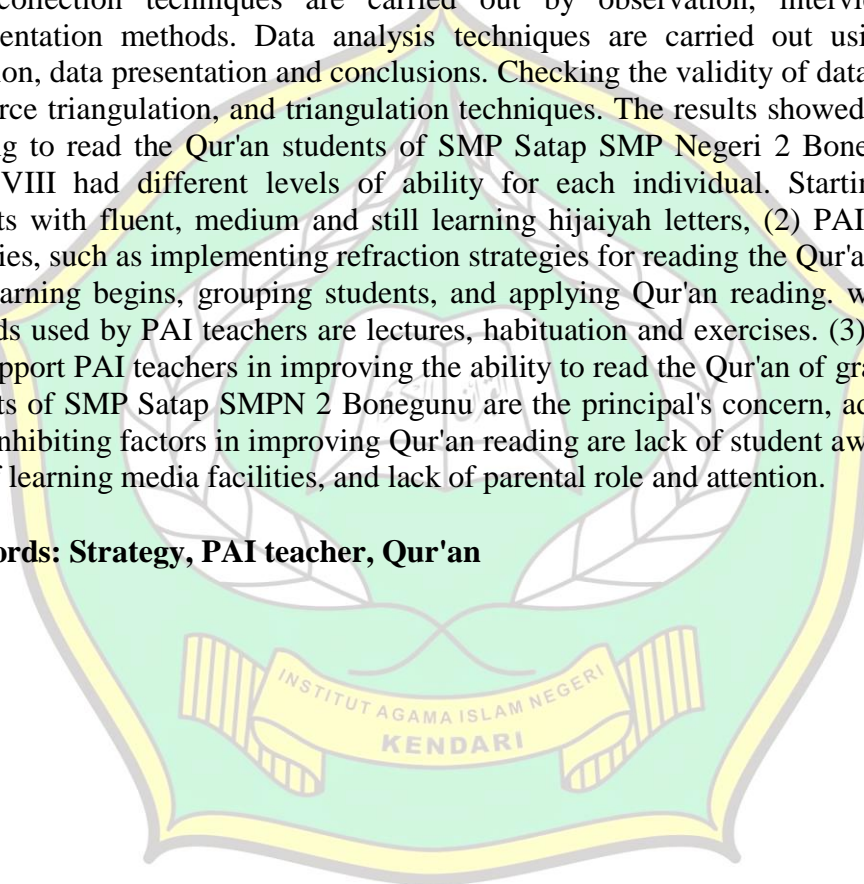 collection techniques are carried out by observation, intervi
entation methods. Data analysis techniques are carried out usi
ion, data presentation and conclusions. Checking the validity of data
rce triangulation, and triangulation techniques. The results showed
g to read the Qur'an students of SMP Satap SMP Negeri 2 Bone
VIII had different levels of ability for each individual. Startin
ts with fluent, medium and still learning hijaiyah letters, (2) PAI
ies, such as implementing refraction strategies for reading the Qur'a
arning begins, grouping students, and applying Qur'an reading. w
ds used by PAI teachers are lectures, habituation and exercises. (3)
pport PAI teachers in improving the ability to read the Qur'an of gra
ts of SMP Satap SMPN 2 Bonegunu are the principal's concern, ad
nhibiting factors in improving Qur'an reading are lack of student aw
f learning media facilities, and lack of parental role and attention.
ords: Strategy, PAI teacher, Qur'an
INSTITUT AGAMA ISLAM NEGERI
KENDARI